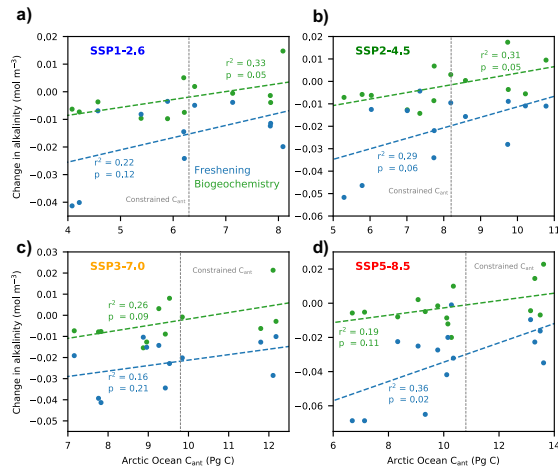 a)
SSP1-2.6
0.02
0.01
0.00
−0.01
−0.02
−0.03
−0.04
Change in alkalinity (mol m⁻³)
r² = 0,33
p = 0.05
r² = 0,22
p = 0.12
Freshening
Biogeochemistry
Constrained Cant
4 5 6 7 8
b)
SSP2-4.5
0.02
0.01
0.00
−0.01
−0.02
−0.03
−0.04
−0.05
−0.06
r² = 0,31
p = 0.05
r² = 0,29
p = 0,06
Constrained Cant
5 6 7 8 9 10 11
c)
SSP3-7.0
0.03
0.02
0.01
0.00
−0.01
−0.02
−0.03
−0.04
−0.05
Change in alkalinity (mol m⁻³)
Constrained Cant
r² = 0,26
p = 0.09
r² = 0,16
p = 0,21
7 8 9 10 11 12
Arctic Ocean Cant (Pg C)
d)
SSP5-8.5
0.02
0.00
−0.02
−0.04
−0.06
Constrained Cant
r² = 0.19
p = 0.11
r² = 0,36
p = 0.02
6 8 10 12 14
Arctic Ocean Cant (Pg C)